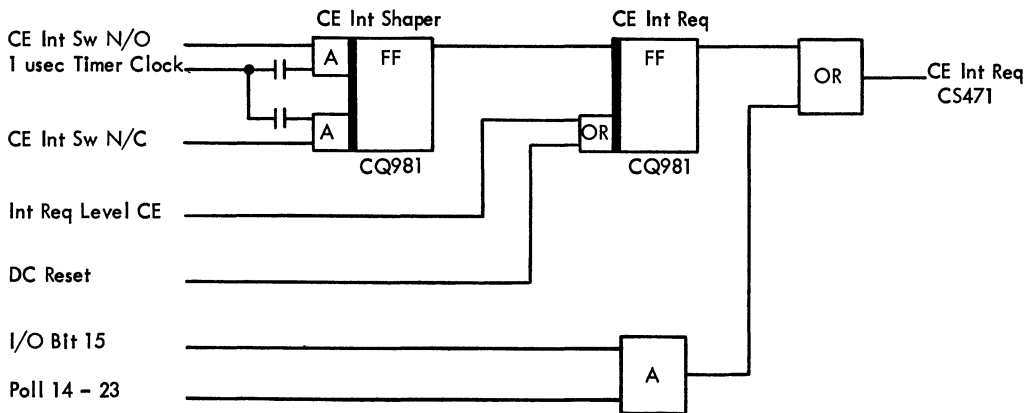 CE Int Shaper
CE Int Req
CE Int Sw N/O
1 usec Timer Clock
A
FF
FF
OR
CE Int Req
CS471
A
OR
CE Int Sw N/C
CQ981
CQ981
Int Req Level CE
DC Reset
I/O Bit 15
A
Poll 14 - 23